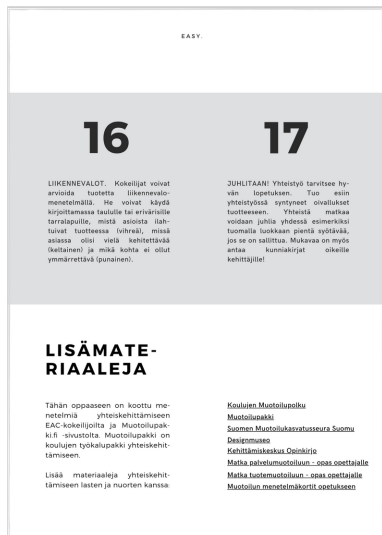 EASY.
16
LIIKENNEVALOT. Kokeilijat voivat
arvioida tuotetta liikennevalo-
menetelmällä. He voivat käydä
kirjoittamassa taululle tai erivärisille
tarralapuille, mistä asioista ilah-
tuivat tuotteessa (vihreä), missä
asiassa olisi vielä kehitettävää
(keltainen) ja mikä kohta ei ollut
ymmärrettävä (punainen).
17
JUHLITAAN! Yhteistyö tarvitsee hy-
vän lopetuksen. Tuo esiin
yhteistyössä syntyneet oivallukset
tuotteeseen. Yhteistä matkaa
voidaan juhlia yhdessä esimerkiksi
tuomalla luokkaan pientä syötävää,
jos se on sallittua. Mukavaa on myös
antaa kunniakirjat oikeille
kehittäjille!
LISÄMATE-
RIAALEJA
Tähän oppaaseen on koottu me-
netelmiä yhteiskehittämiseen
EAC-kokeilijoilta ja Muotoilupak-
ki.fi -sivustolta. Muotoilupakki on
koulujen työkalupakki yhteiskehit-
tämiseen.
Lisää materiaaleja yhteiskehit-
tämiseen lasten ja nuorten kanssa:
Koulujen Muotoilupolku
Muotoilupakki
Suomen Muotoilukasvatusseura Suomu
Designmuseo
Kehittämiskeskus Opinkirjo
Matka palvelumuotoiluun - opas opettajalle
Matka tuotemuotoiluun - opas opettajalle
Muotoilun menetelmäkortit opetukseen